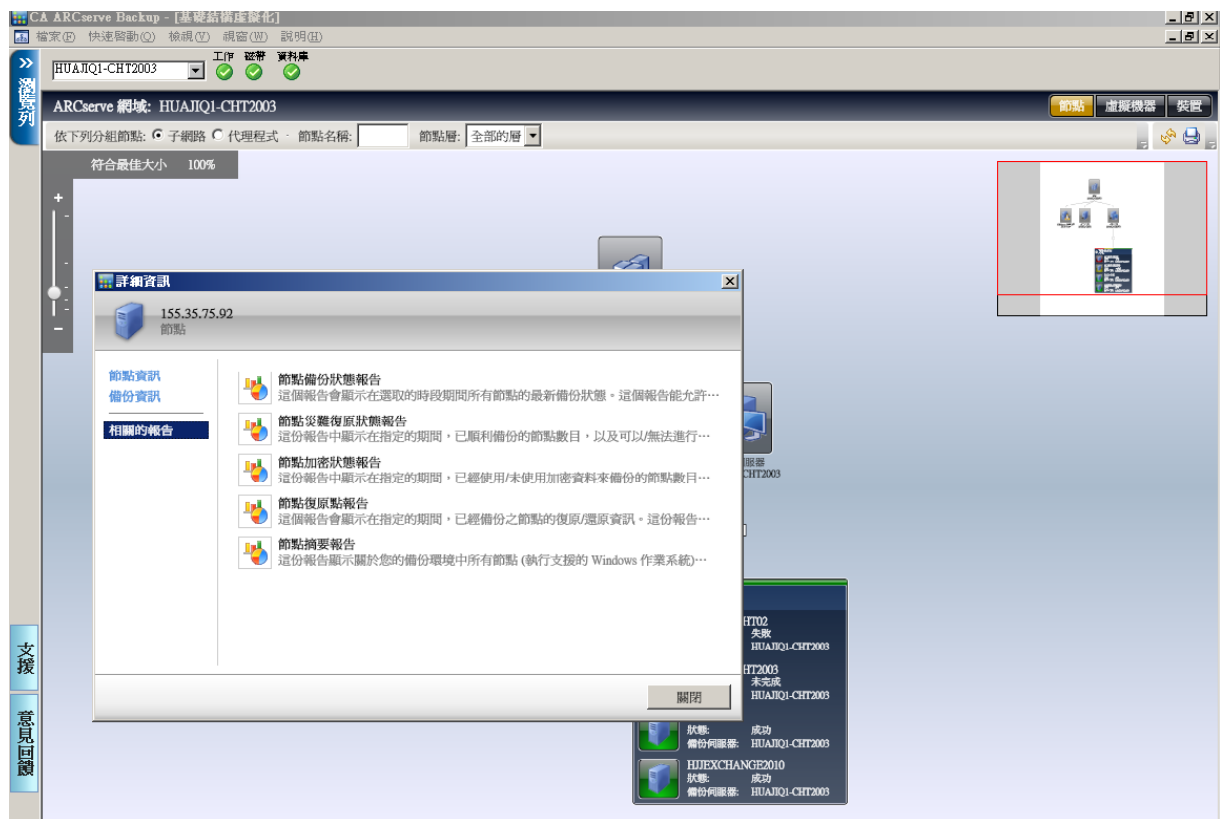 CA ARCserve Backup - [基礎結構虛擬化]
檔案(F) 快速啓動(Q) 檢視(V) 視窗(W) 說明(H)
工作 磁帶 資料庫
HUAJIQ1-CHT2003
瀏覽列
ARCserve 網域: HUAJIQ1-CHT2003
節點 虛擬機器 裝置
依下列分組節點: 子網路 代理程式 節點名稱: 節點層: 全部的層
符合最佳大小 100%
詳細資訊
155.35.75.92
節點
節點資訊
備份資訊
相關的報告
節點備份狀態報告
這個報告會顯示在選取的時段期間所有節點的最新備份狀態。這個報告能允許⋯
節點災難復原狀態報告
這份報告中顯示在指定的期間，已順利備份的節點數目，以及可以/無法進行⋯
節點加密狀態報告
這份報告中顯示在指定的期間，已經使用/未使用加密資料來備份的節點數目⋯
節點復原點報告
這個報告會顯示在指定的期間，已經備份之節點的復原/還原資訊。這份報告⋯
節點摘要報告
這份報告顯示關於您的備份環境中所有節點 (執行支援的 Windows 作業系統)⋯
關閉
伺服器
CHT2003
HT02
失敗
HUAJIQ1-CHT2003
HT2003
未完成
HUAJIQ1-CHT2003
狀態: 成功
備份伺服器: HUAJIQ1-CHT2003
HIJEXCHANGE2010
狀態: 成功
備份伺服器: HUAJIQ1-CHT2003
支援
意見回饋